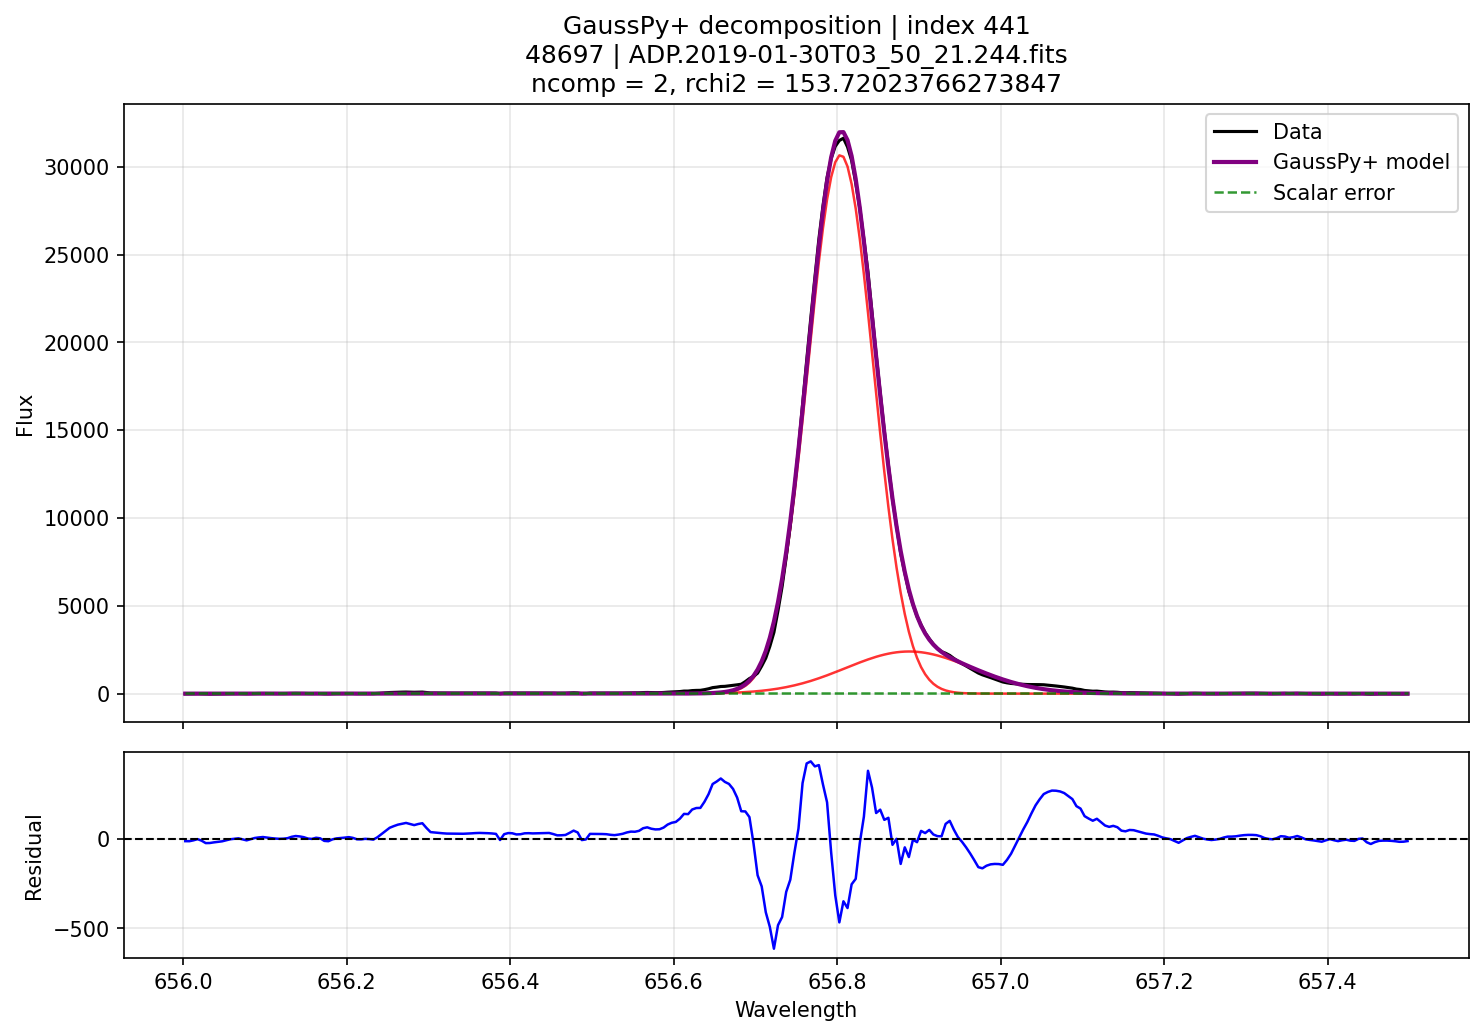 GaussPy+ decomposition | index 441
48697 | ADP.2019-01-30T03_50_21.244.fits
ncomp = 2, rchi2 = 153.72023766273847
Data
GaussPy+ model
Scalar error
Flux
30000
25000
20000
15000
10000
5000
0
Residual
0
−500
656.0
656.2
656.4
656.6
656.8
657.0
657.2
657.4
Wavelength